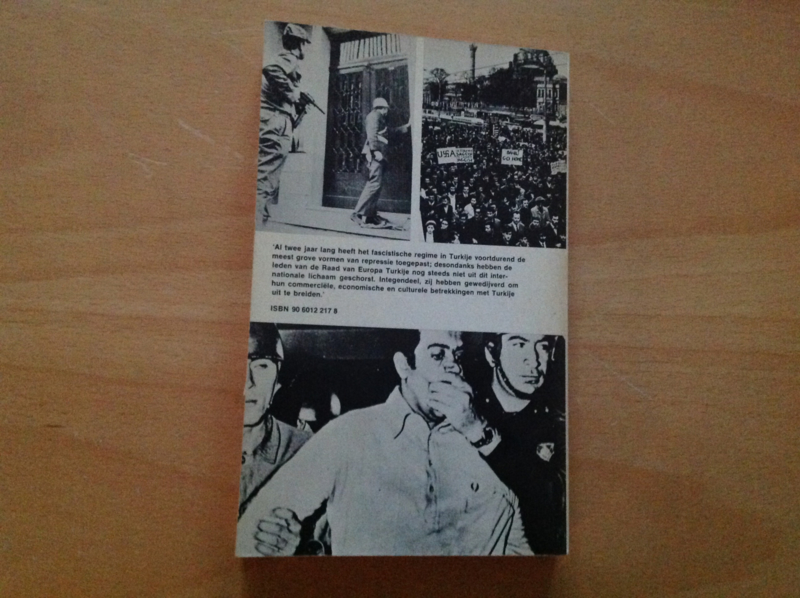 USA
GO HOME
'Al twee jaar lang heeft het fascistische regime in Turkije voortdurend de
meest grove vormen van repressie toegepast; desondanks hebben de
leden van de Raad van Europa Turkije nog steeds niet uit dit inter-
nationale lichaam geschorst. Integendeel, zij hebben gewedijverd om
hun commerciële, economische en culturele betrekkingen met Turkije
uit te breiden.'
ISBN 90 6012 217 8